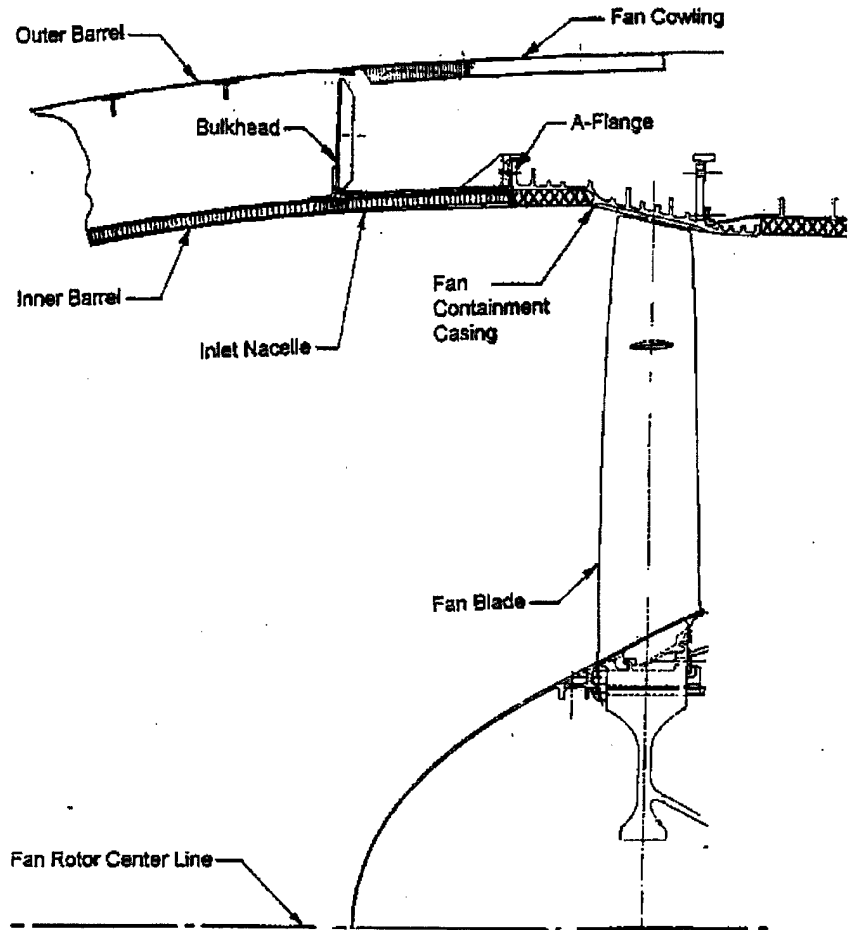 Fan Cowling
Outer Barrel
Bulkhead
A-Flange
Inner Barrel
Fan
Containment
Casing
Inlet Nacelle
Fan Blade
Fan Rotor Center Line